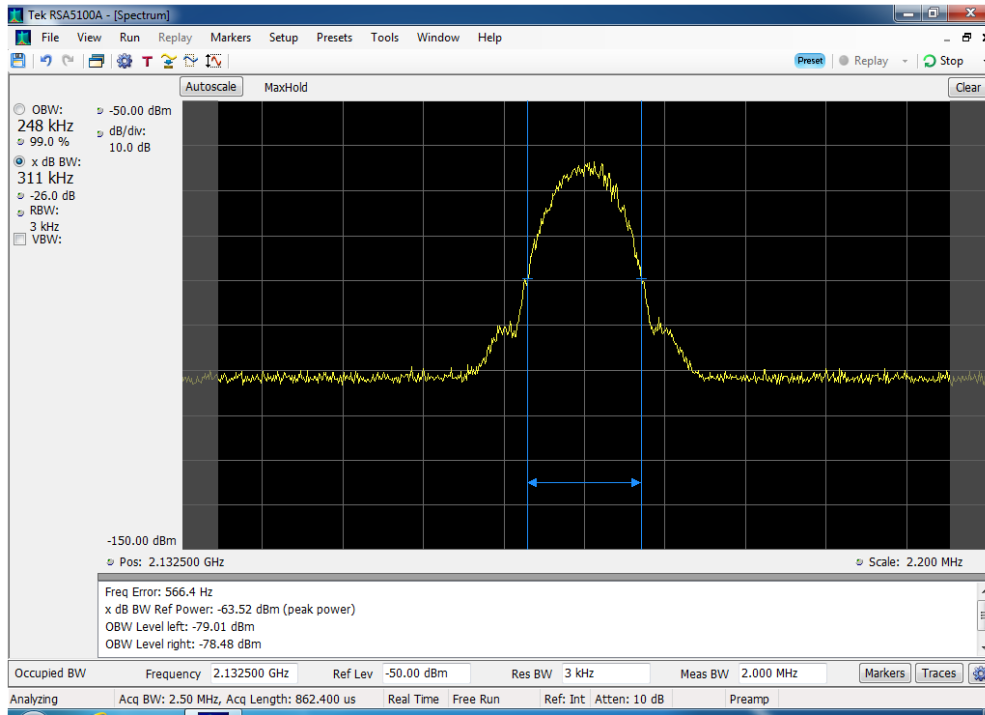 Tek RSA5100A - [Spectrum]
File View Run Replay Markers Setup Presets Tools Window Help
Preset Replay Stop
Autoscale MaxHold Clear
OBW:
248 kHz
99.0 %
x dB BW:
311 kHz
-26.0 dB
RBW:
3 kHz
VBW:
-50.00 dBm
dB/div:
10.0 dB
-150.00 dBm
Pos: 2.132500 GHz Scale: 2.200 MHz
Freq Error: 566.4 Hz
x dB BW Ref Power: -63.52 dBm (peak power)
OBW Level left: -79.01 dBm
OBW Level right: -78.48 dBm
Occupied BW Frequency 2.132500 GHz Ref Lev -50.00 dBm Res BW 3 kHz Meas BW 2.000 MHz Markers Traces
Analyzing Acq BW: 2.50 MHz, Acq Length: 862.400 us Real Time Free Run Ref: Int Atten: 10 dB Preamp